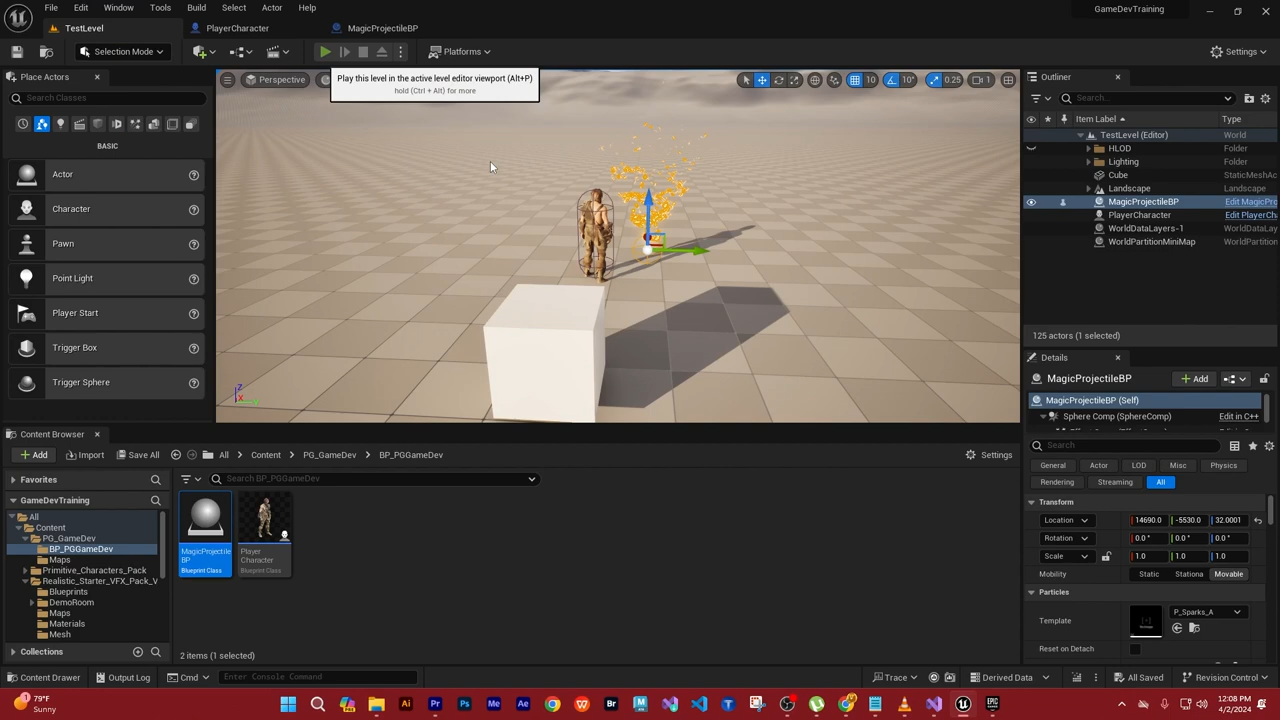 File Edit Window Tools Build Select Actor Help
GameDevTraining
TestLevel PlayerCharacter MagicProjectileBP
Selection Mode Platforms Settings
Place Actors
Search Classes
BASIC
Actor
Character
Pawn
Point Light
Player Start
Trigger Box
Trigger Sphere
Perspective
Play this level in the active level editor viewport (Alt+P)
hold (Ctrl + Alt) for more
10 10° 0.25 1
Z
X
Outliner
Search...
Item Label Type
TestLevel (Editor) World
HLOD Folder
Lighting Folder
Cube StaticMeshAc
Landscape Landscape
MagicProjectileBP Edit MagicPro
PlayerCharacter Edit PlayerCh
WorldDataLayers-1 WorldDataLay
WorldPartitionMiniMap WorldPartition
125 actors (1 selected)
Details
MagicProjectileBP Add
MagicProjectileBP (Self)
Sphere Comp (SphereComp) Edit in C++
Search
General Actor LOD Misc Physics
Rendering Streaming All
Transform
Location 14690.0 -5530.0 32.0001
Rotation 0.0° 0.0° 0.0°
Scale 1.0 1.0 1.0
Mobility Static Stationa Movable
Particles
Template P_Sparks_A
Reset on Detach
Content Browser
Add Import Save All All Content PG_GameDev BP_PGGameDev Settings
Favorites
GameDevTraining
All
Content
PG_GameDev
BP_PGGameDev
Maps
Primitive_Characters_Pack
Realistic_Starter_VFX_Pack_V
Blueprints
DemoRoom
Maps
Materials
Mesh
Collections
Search BP_PGGameDev
MagicProjectile
BP
Blueprint Class
Player
Character
Blueprint Class
2 items (1 selected)
Content Drawer Output Log Cmd Enter Console Command Trace Derived Data All Saved Revision Control
79°F
Sunny
12:08 PM
4/2/2024